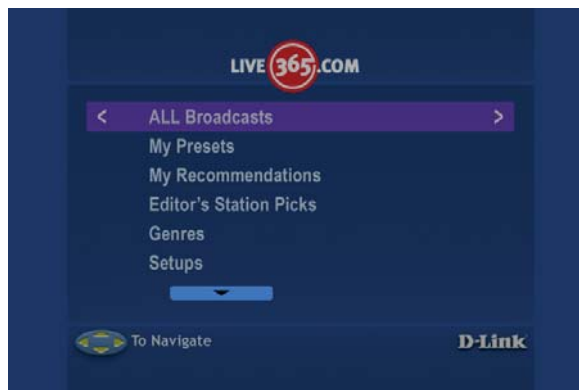 LIVE 365.COM
< ALL Broadcasts >
My Presets
My Recommendations
Editor's Station Picks
Genres
Setups
To Navigate D-Link